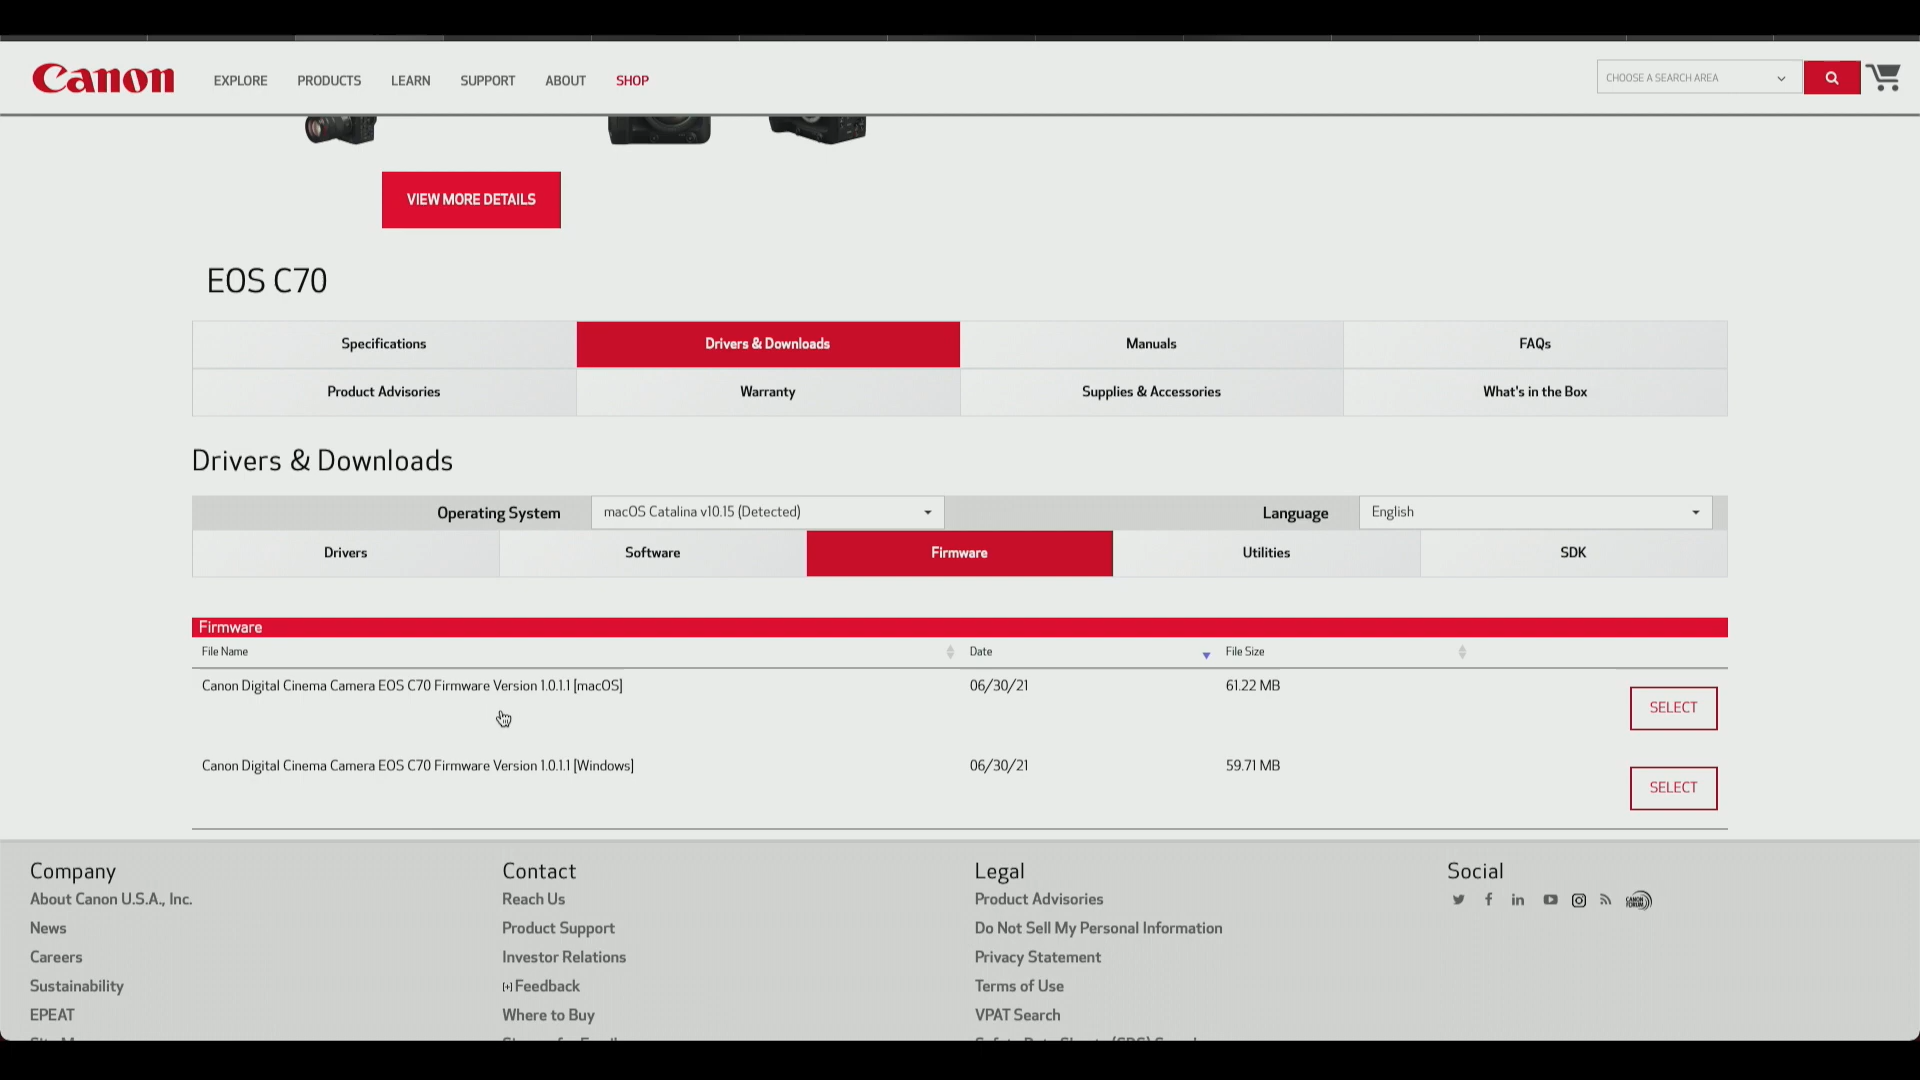 Canon
EXPLORE
PRODUCTS
LEARN
SUPPORT
ABOUT
SHOP
CHOOSE A SEARCH AREA
VIEW MORE DETAILS
EOS C70
Specifications
Drivers & Downloads
Manuals
FAQs
Product Advisories
Warranty
Supplies & Accessories
What's in the Box
Drivers & Downloads
Operating System
macOS Catalina v10.15 (Detected)
Language
English
Drivers
Software
Firmware
Utilities
SDK
Firmware
File Name
Date
File Size
Canon Digital Cinema Camera EOS C70 Firmware Version 1.0.1.1 [macOS]
06/30/21
61.22 MB
SELECT
Canon Digital Cinema Camera EOS C70 Firmware Version 1.0.1.1 [Windows]
06/30/21
59.71 MB
SELECT
Company
About Canon U.S.A., Inc.
News
Careers
Sustainability
EPEAT
Contact
Reach Us
Product Support
Investor Relations
[+] Feedback
Where to Buy
Legal
Product Advisories
Do Not Sell My Personal Information
Privacy Statement
Terms of Use
VPAT Search
Social